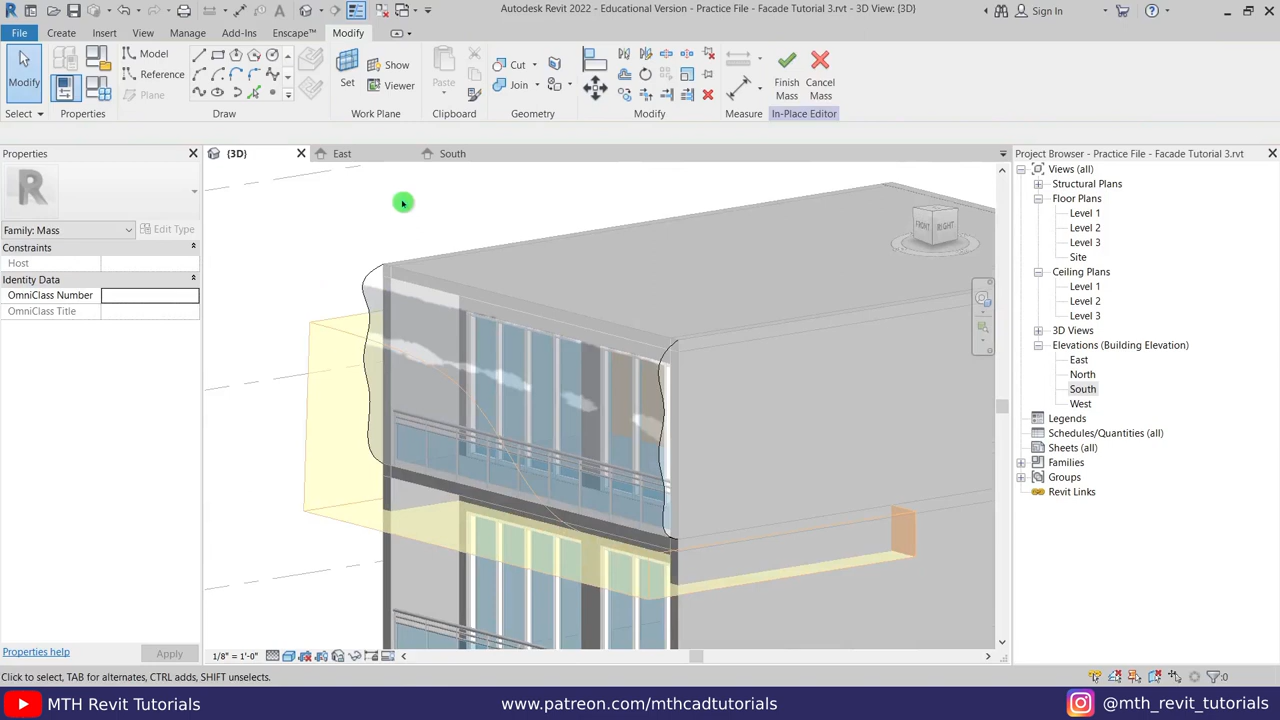 Autodesk Revit 2022 - Educational Version - Practice File - Facade Tutorial 3.rvt - 3D View: {3D}
Sign In
File Create Insert View Manage Add-Ins Enscape™ Modify
Modify
Select
Properties
Model
Reference
Plane
Draw
Set
Show
Viewer
Work Plane
Paste
Clipboard
Cut
Join
Geometry
Modify
Measure
Finish
Mass
Cancel
Mass
In-Place Editor
Properties
{3D}
East
South
Project Browser - Practice File - Facade Tutorial 3.rvt
R
Family: Mass
Edit Type
Constraints
Host
Identity Data
OmniClass Number
OmniClass Title
Properties help
Apply
FRONT
RIGHT
Views (all)
Structural Plans
Floor Plans
Level 1
Level 2
Level 3
Site
Ceiling Plans
Level 1
Level 2
Level 3
3D Views
Elevations (Building Elevation)
East
North
South
West
Legends
Schedules/Quantities (all)
Sheets (all)
Families
Groups
Revit Links
1/8" = 1'-0"
Click to select, TAB for alternates, CTRL adds, SHIFT unselects.
:0
MTH Revit Tutorials
www.patreon.com/mthcadtutorials
@mth_revit_tutorials